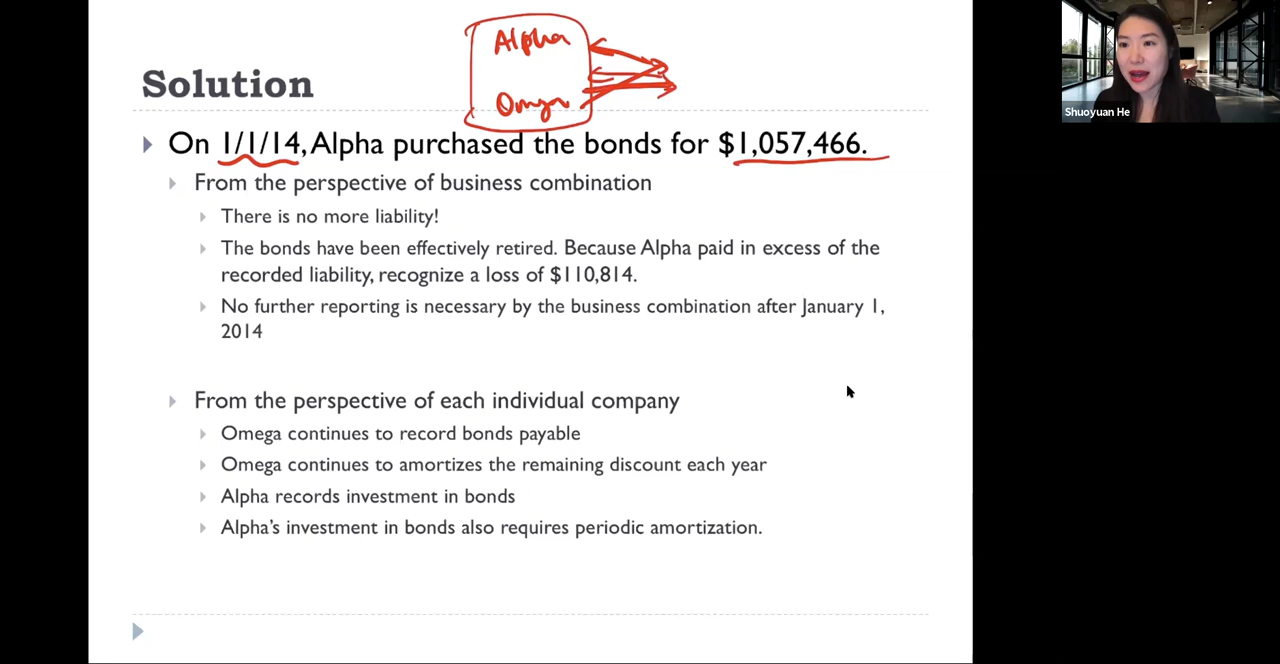 Alpha
Solution
Omega
On 1/1/14, Alpha purchased the bonds for $1,057,466.
From the perspective of business combination
There is no more liability!
The bonds have been effectively retired. Because Alpha paid in excess of the
recorded liability, recognize a loss of $110,814.
No further reporting is necessary by the business combination after January 1,
2014
From the perspective of each individual company
Omega continues to record bonds payable
Omega continues to amortizes the remaining discount each year
Alpha records investment in bonds
Alpha's investment in bonds also requires periodic amortization.
Shuoyuan He